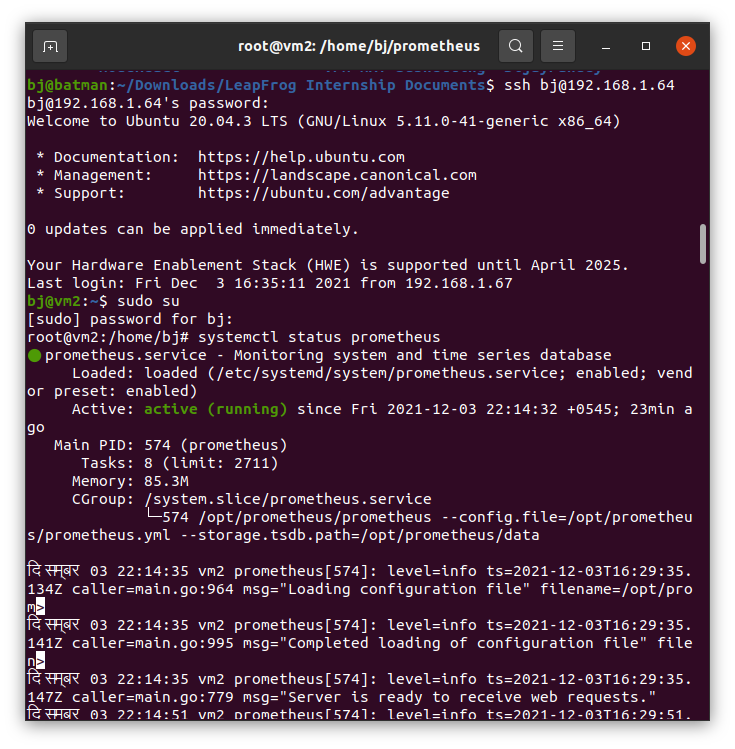 root@vm2: /home/bj/prometheus
bj@batman:~/Downloads/LeapFrog Internship Documents$ ssh bj@192.168.1.64
bj@192.168.1.64's password:
Welcome to Ubuntu 20.04.3 LTS (GNU/Linux 5.11.0-41-generic x86_64)
* Documentation:  https://help.ubuntu.com
* Management:     https://landscape.canonical.com
* Support:        https://ubuntu.com/advantage
0 updates can be applied immediately.
Your Hardware Enablement Stack (HWE) is supported until April 2025.
Last login: Fri Dec  3 16:35:11 2021 from 192.168.1.67
bj@vm2:~$ sudo su
[sudo] password for bj:
root@vm2:/home/bj# systemctl status prometheus
● prometheus.service - Monitoring system and time series database
Loaded: loaded (/etc/systemd/system/prometheus.service; enabled; vend
or preset: enabled)
Active: active (running) since Fri 2021-12-03 22:14:32 +0545; 23min a
go
Main PID: 574 (prometheus)
Tasks: 8 (limit: 2711)
Memory: 85.3M
CGroup: /system.slice/prometheus.service
└─574 /opt/prometheus/prometheus --config.file=/opt/prometheu
s/prometheus.yml --storage.tsdb.path=/opt/prometheus/data
दिसम्बर 03 22:14:35 vm2 prometheus[574]: level=info ts=2021-12-03T16:29:35.
134Z caller=main.go:964 msg="Loading configuration file" filename=/opt/pro
m>
दिसम्बर 03 22:14:35 vm2 prometheus[574]: level=info ts=2021-12-03T16:29:35.
141Z caller=main.go:995 msg="Completed loading of configuration file" file
n>
दिसम्बर 03 22:14:35 vm2 prometheus[574]: level=info ts=2021-12-03T16:29:35.
147Z caller=main.go:779 msg="Server is ready to receive web requests."
दिसम्बर 03 22:14:51 vm2 prometheus[574]: level=info ts=2021-12-03T16:29:51.